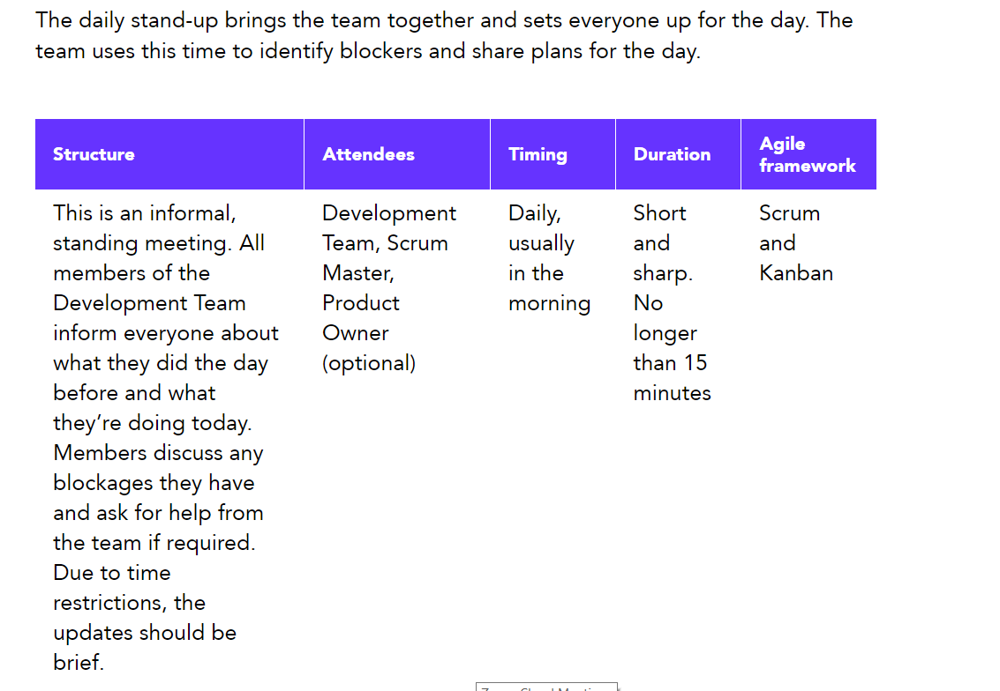 The daily stand-up brings the team together and sets everyone up for the day. The
team uses this time to identify blockers and share plans for the day.
Structure
Attendees
Timing
Duration
Agile
framework
This is an informal,
standing meeting. All
members of the
Development Team
inform everyone about
what they did the day
before and what
they’re doing today.
Members discuss any
blockages they have
and ask for help from
the team if required.
Due to time
restrictions, the
updates should be
brief.
Development
Team, Scrum
Master,
Product
Owner
(optional)
Daily,
usually
in the
morning
Short
and
sharp.
No
longer
than 15
minutes
Scrum
and
Kanban